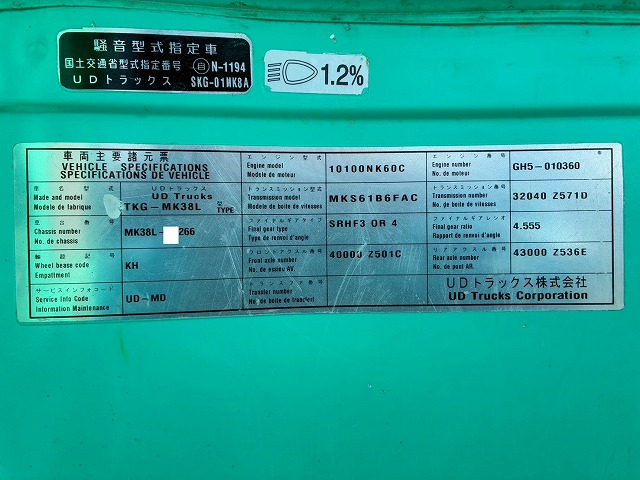 騒音型式指定車
国土交通省型式指定番号 自 N-1194
UDトラックス SKG-01MK8A
1.2%
車両主要諸元票
VEHICLE SPECIFICATIONS
SPECIFICATIONS DE VEHICLE
車名型式
Made and model
Modele de fabrique
UDトラックス
UD Trucks
TKG-MK38L
型
TYPE
車台番号
Chassis number
No. de chassis
MK38L- 266
輪距記号
Wheel base code
Empattment
KH
サービスインフォコード
Service Info Code
Information Maintenance
UD-MD
エンジン型式
Engine model
Modele de moteur
10100NK60C
トランスミッション型式
Transmission model
Modele de boite de vitesses
MKS61B6FAC
ファイナルギアタイプ
Final gear type
Type de renvoi d'angle
SRHF3 OR 4
フロントアクスル番号
Front axle number
No. de essieu AV.
40000 Z501C
トランスファ番号
Transfer number
No. de boite de transfert
エンジン番号
Engine number
No. de moteur
GH5-010360
トランスミッション番号
Transmission number
No. de boite de vitesses
32040 Z571D
ファイナルギアレシオ
Final gear ratio
Rapport de renvoi d'angle
4.555
リアアクスル番号
Rear axle number
No. de pont AR.
43000 Z536E
UDトラックス株式会社
UD Trucks Corporation